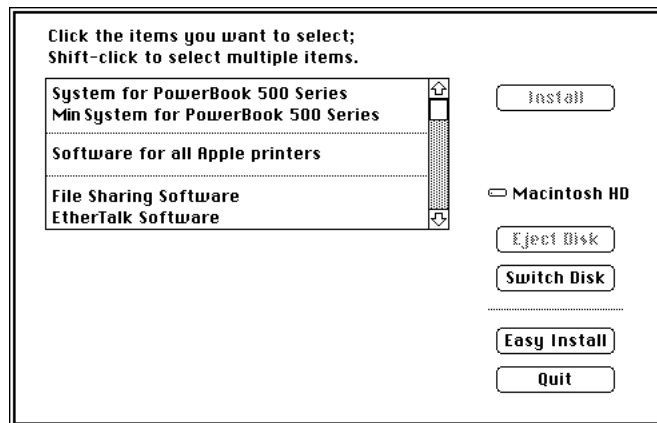 Click the items you want to select;
Shift-click to select multiple items.
System for PowerBook 500 Series
Min System for PowerBook 500 Series
Software for all Apple printers
File Sharing Software
EtherTalk Software
Install
Macintosh HD
Eject Disk
Switch Disk
Easy Install
Quit